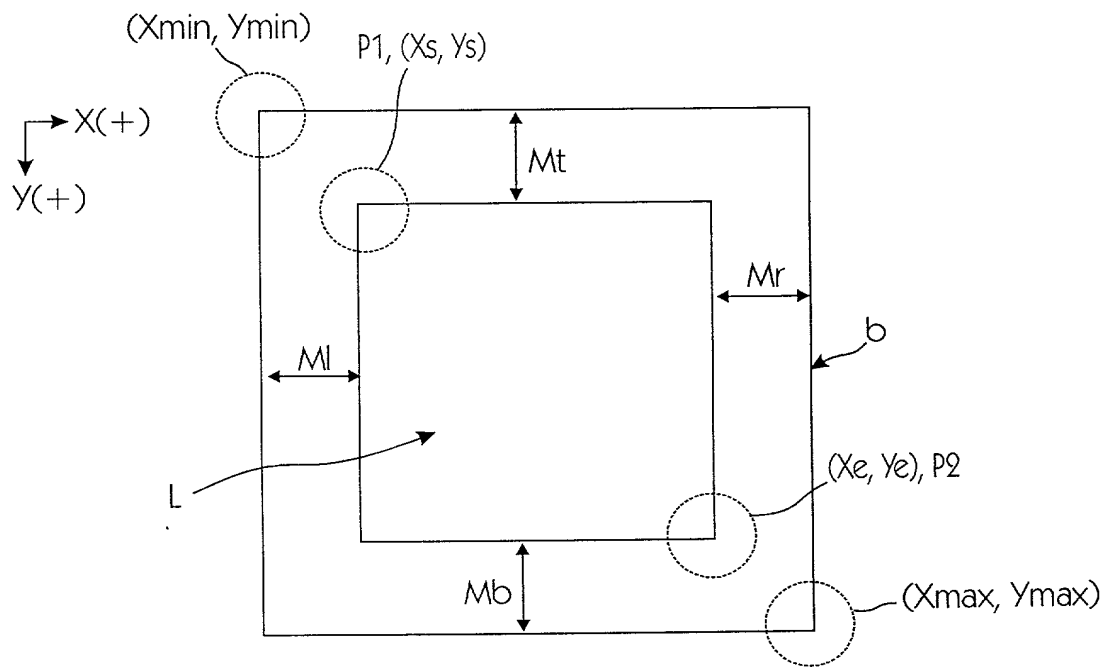 (Xmin, Ymin)
P1, (Xs, Ys)
X(+)
Y(+)
Mt
Mr
b
Ml
L
(Xe, Ye), P2
Mb
(Xmax, Ymax)